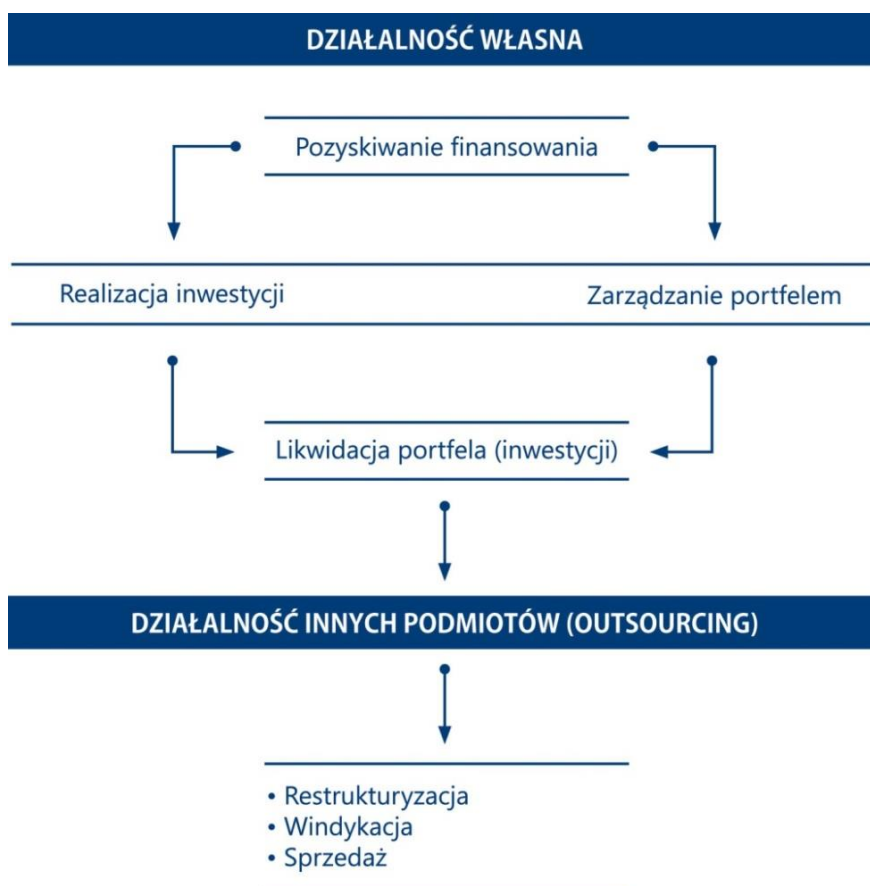 DZIAŁALNOŚĆ WŁASNA
Pozyskiwanie finansowania
Realizacja inwestycji
Zarządzanie portfelem
Likwidacja portfela (inwestycji)
DZIAŁALNOŚĆ INNYCH PODMIOTÓW (OUTSOURCING)
• Restrukturyzacja
• Windykacja
• Sprzedaż